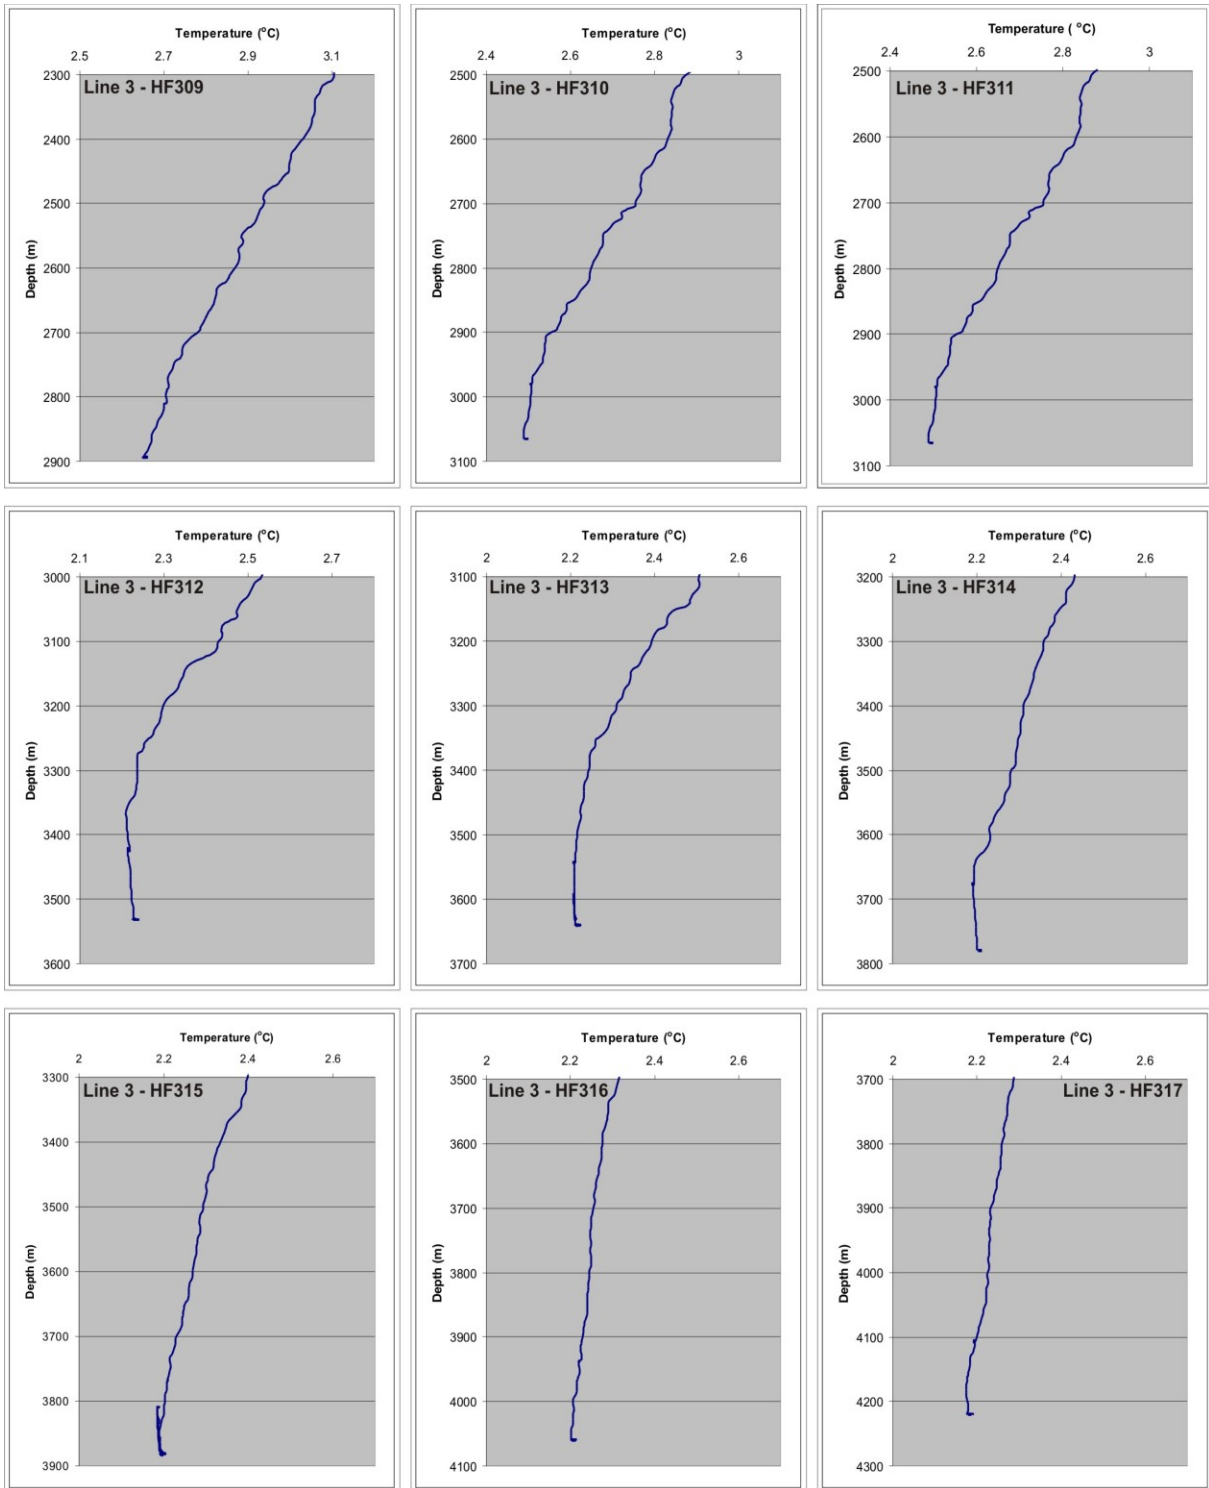 Temperature (°C)
2.5 2.7 2.9 3.1
2300
Line 3 - HF309
2400
2500
2600
2700
2800
2900
Depth (m)
Temperature (°C)
2.4 2.6 2.8 3
2500
Line 3 - HF310
2600
2700
2800
2900
3000
3100
Depth (m)
Temperature ( °C)
2.4 2.6 2.8 3
2500
Line 3 - HF311
2600
2700
2800
2900
3000
3100
Depth (m)
Temperature (°C)
2.1 2.3 2.5 2.7
3000
Line 3 - HF312
3100
3200
3300
3400
3500
3600
Depth (m)
Temperature (°C)
2 2.2 2.4 2.6
3100
Line 3 - HF313
3200
3300
3400
3500
3600
3700
Depth (m)
Temperature (°C)
2 2.2 2.4 2.6
3200
Line 3 - HF314
3300
3400
3500
3600
3700
3800
Depth (m)
Temperature (°C)
2 2.2 2.4 2.6
3300
Line 3 - HF315
3400
3500
3600
3700
3800
3900
Depth (m)
Temperature (°C)
2 2.2 2.4 2.6
3500
Line 3 - HF316
3600
3700
3800
3900
4000
4100
Depth (m)
Temperature (°C)
2 2.2 2.4 2.6
3700
Line 3 - HF317
3800
3900
4000
4100
4200
4300
Depth (m)